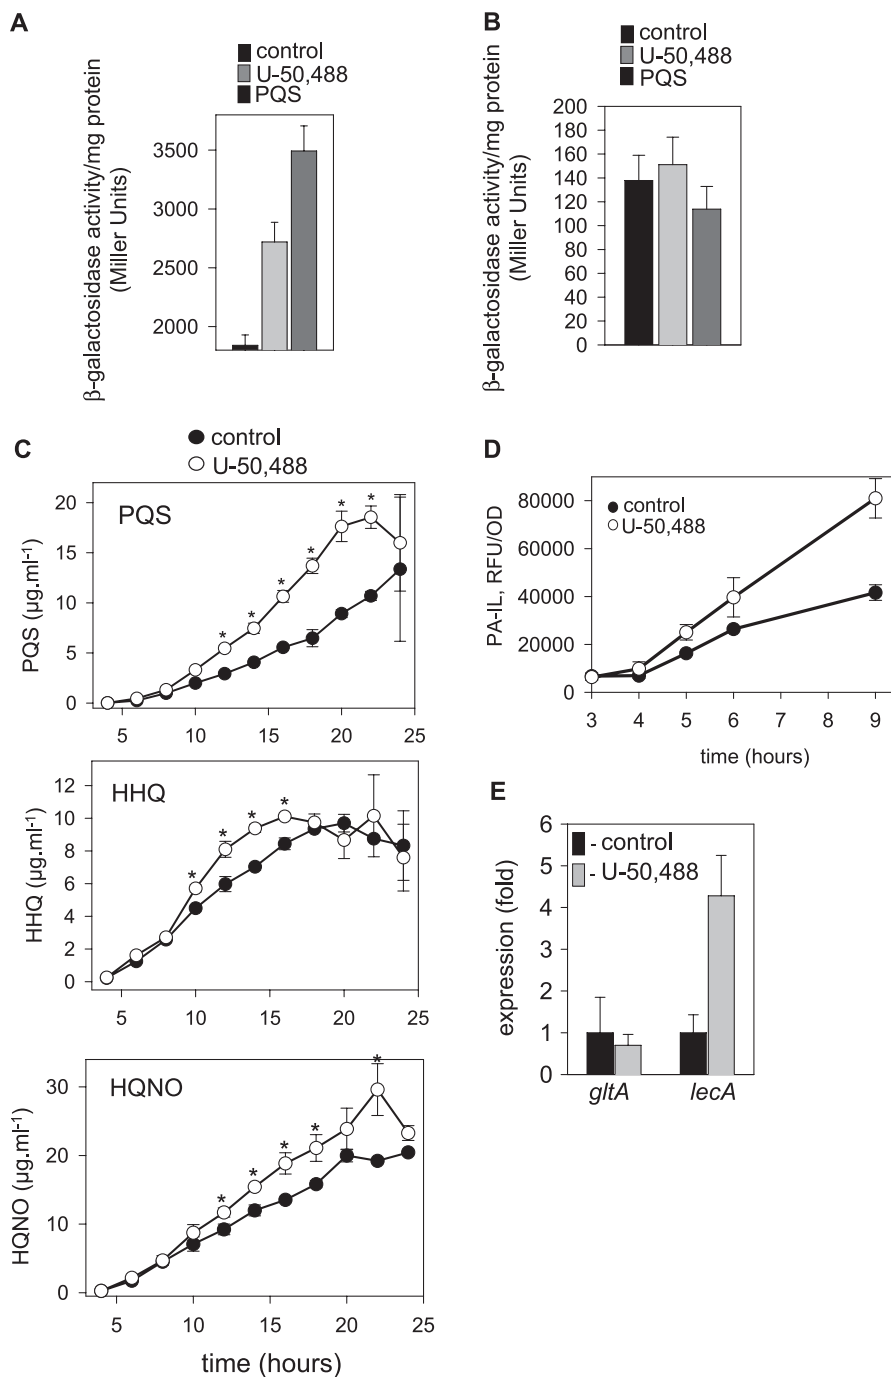 A
control
U-50,488
PQS
β-galactosidase activity/mg protein
(Miller Units)
3500
3000
2500
2000
B
control
U-50,488
PQS
β-galactosidase activity/mg protein
(Miller Units)
200
180
160
140
120
100
80
60
40
20
0
C
control
U-50,488
PQS
PQS (µg.ml-1)
20
15
10
5
0
* * * * * *
5 10 15 20 25
HHQ
HHQ (µg.ml-1)
12
10
8
6
4
2
0
* * * *
5 10 15 20 25
HQNO
HQNO (µg.ml-1)
30
20
10
0
* * * * *
5 10 15 20 25
time (hours)
D
control
U-50,488
PA-IL, RFU/OD
80000
60000
40000
20000
0
3 4 5 6 7 8 9
time (hours)
E
- control
- U-50,488
expression (fold)
6
5
4
3
2
1
0
gltA lecA